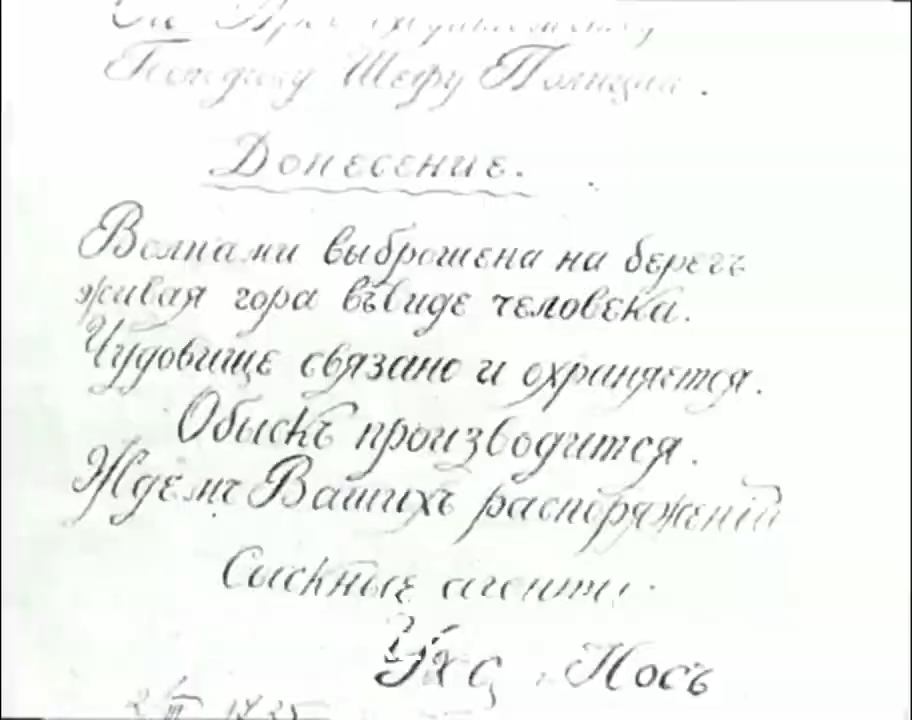 Господину Шефу Полиции.
Донесение.
Волнами выброшена на берегъ
живая гора въ виде человека.
Чудовище связано и охраняется.
Обыскъ производится.
Ждемъ Вашихъ распоряжений
Сыскные агенты.
Ухо, Носъ